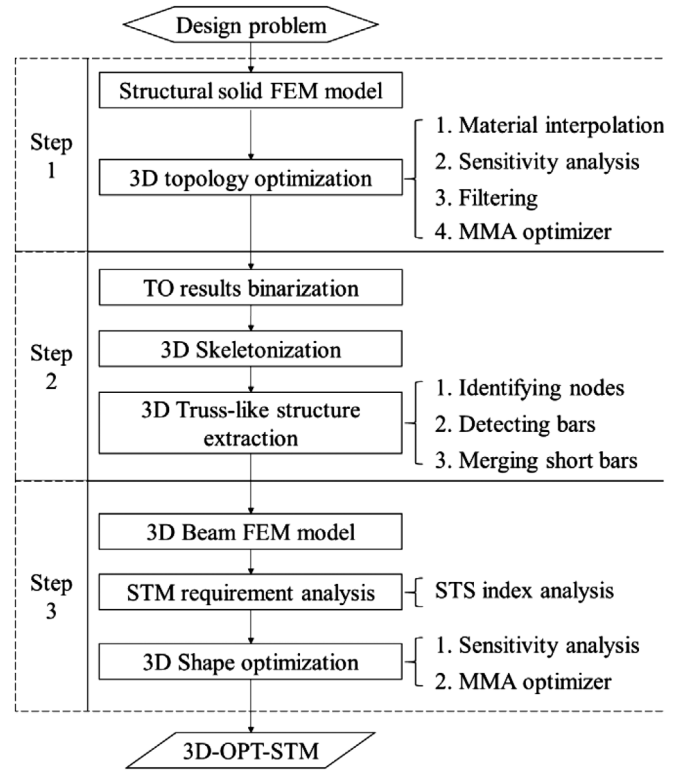 Design problem
Step
1
Structural solid FEM model
3D topology optimization
1. Material interpolation
2. Sensitivity analysis
3. Filtering
4. MMA optimizer
Step
2
TO results binarization
3D Skeletonization
3D Truss-like structure
extraction
1. Identifying nodes
2. Detecting bars
3. Merging short bars
Step
3
3D Beam FEM model
STM requirement analysis
STS index analysis
3D Shape optimization
1. Sensitivity analysis
2. MMA optimizer
3D-OPT-STM